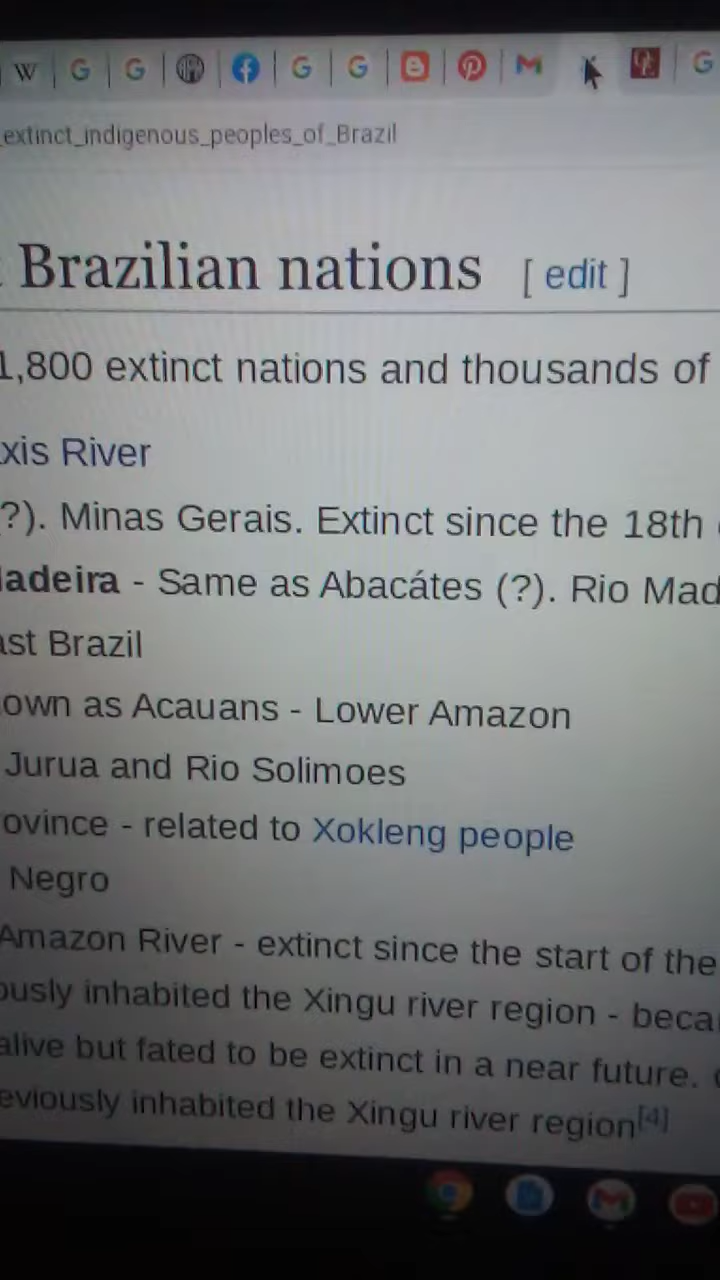 extinct_indigenous_peoples_of_Brazil
Brazilian nations [ edit ]
1,800 extinct nations and thousands of
xis River
?). Minas Gerais. Extinct since the 18th
adeira - Same as Abacátes (?). Rio Mad
ast Brazil
own as Acauans - Lower Amazon
Jurua and Rio Solimoes
ovince - related to Xokleng people
Negro
Amazon River - extinct since the start of the
ously inhabited the Xingu river region - beca
alive but fated to be extinct in a near future.
eviously inhabited the Xingu river region[4]